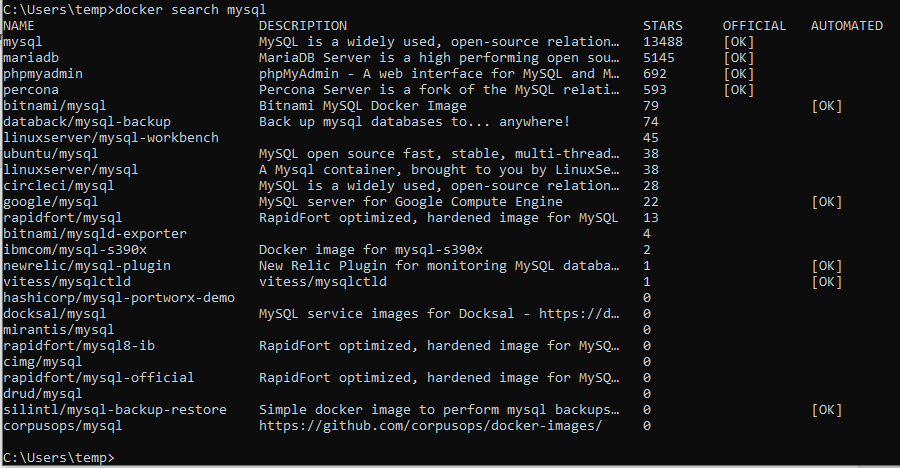 C:\Users\temp>docker search mysql
NAME DESCRIPTION STARS OFFICIAL AUTOMATED
mysql MySQL is a widely used, open-source relation… 13488 [OK]
mariadb MariaDB Server is a high performing open sou… 5145 [OK]
phpmyadmin phpMyAdmin - A web interface for MySQL and M… 692 [OK]
percona Percona Server is a fork of the MySQL relati… 593 [OK]
bitnami/mysql Bitnami MySQL Docker Image 79 [OK]
databack/mysql-backup Back up mysql databases to... anywhere! 74
linuxserver/mysql-workbench 45
ubuntu/mysql MySQL open source fast, stable, multi-thread… 38
linuxserver/mysql A Mysql container, brought to you by LinuxSe… 38
circleci/mysql MySQL is a widely used, open-source relation… 28
google/mysql MySQL server for Google Compute Engine 22 [OK]
rapidfort/mysql RapidFort optimized, hardened image for MySQL 13
bitnami/mysqld-exporter 4
ibmcom/mysql-s390x Docker image for mysql-s390x 2
newrelic/mysql-plugin New Relic Plugin for monitoring MySQL databa… 1 [OK]
vitess/mysqlctld vitess/mysqlctld 1 [OK]
hashicorp/mysql-portworx-demo 0
docksal/mysql MySQL service images for Docksal - https://d… 0
mirantis/mysql 0
rapidfort/mysql8-ib RapidFort optimized, hardened image for MySQ… 0
cimg/mysql 0
rapidfort/mysql-official RapidFort optimized, hardened image for MySQ… 0
drud/mysql 0
silintl/mysql-backup-restore Simple docker image to perform mysql backups… 0 [OK]
corpusops/mysql https://github.com/corpusops/docker-images/ 0
C:\Users\temp>